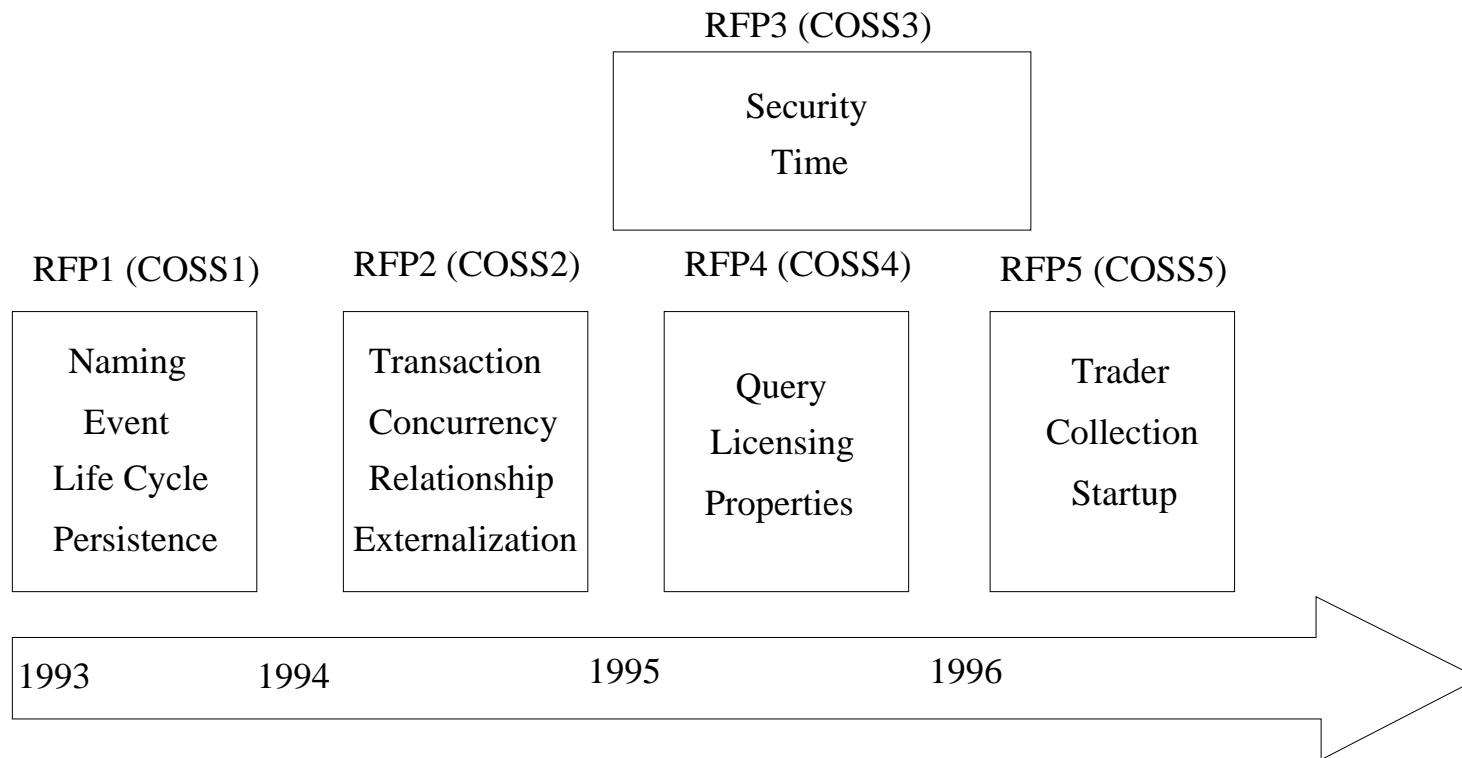 RFP3 (COSS3)
Security
Time
RFP1 (COSS1)
Naming
Event
Life Cycle
Persistence
RFP2 (COSS2)
Transaction
Concurrency
Relationship
Externalization
RFP4 (COSS4)
Query
Licensing
Properties
RFP5 (COSS5)
Trader
Collection
Startup
1993
1994
1995
1996